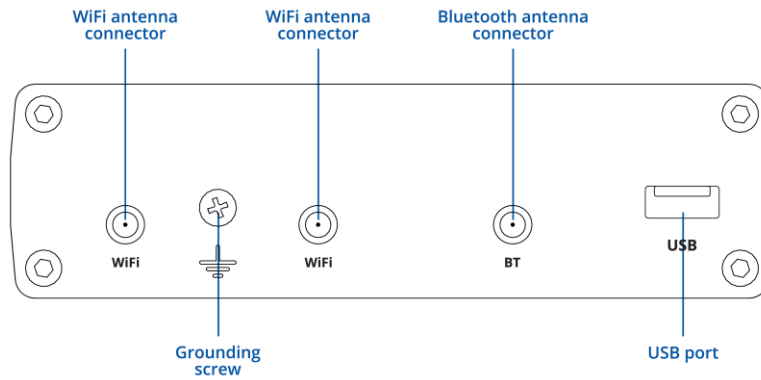 WiFi antenna
connector
WiFi antenna
connector
Bluetooth antenna
connector
WiFi
WiFi
BT
USB
Grounding
screw
USB port